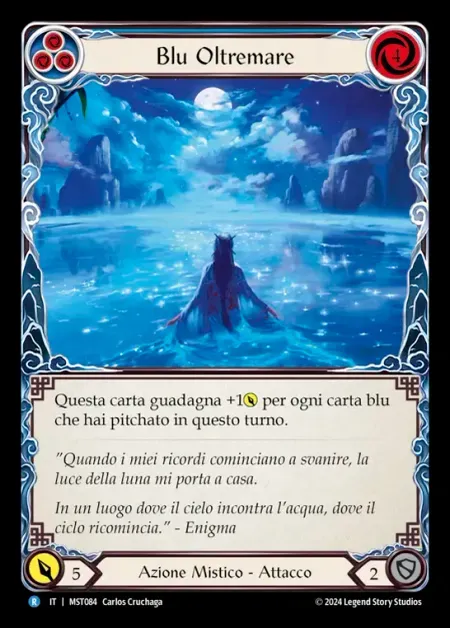 Blu Oltremare
4
Questa carta guadagna +1 per ogni carta blu
che hai pitchato in questo turno.
"Quando i miei ricordi cominciano a svanire, la
luce della luna mi porta a casa.
In un luogo dove il cielo incontra l'acqua, dove il
ciclo ricomincia." - Enigma
5
Azione Mistico - Attacco
2
R IT | MST084 Carlos Cruchaga
© 2024 Legend Story Studios